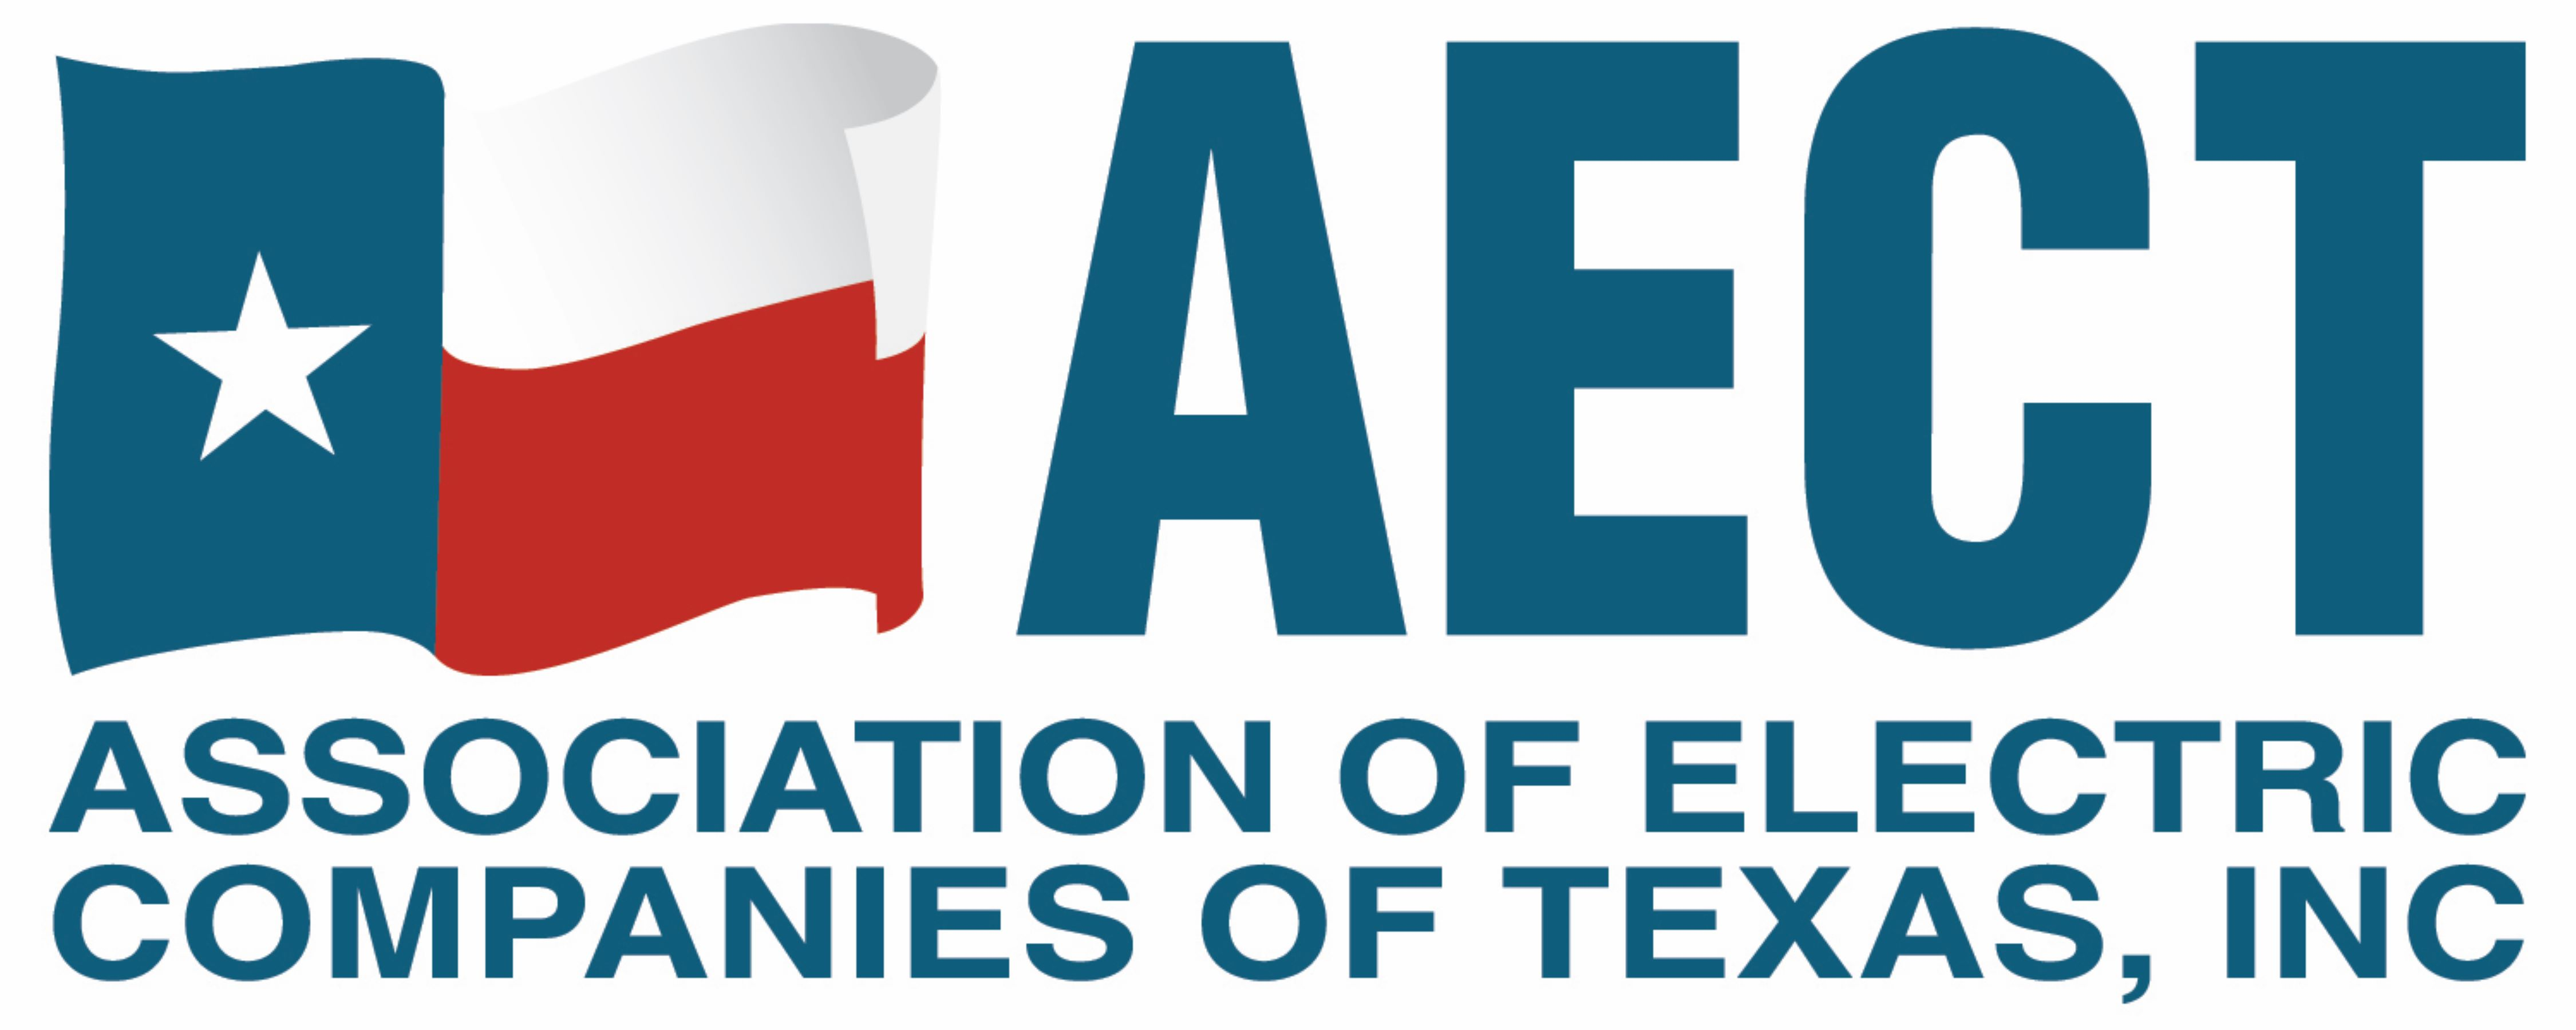 AECT
ASSOCIATION OF ELECTRIC
COMPANIES OF TEXAS, INC